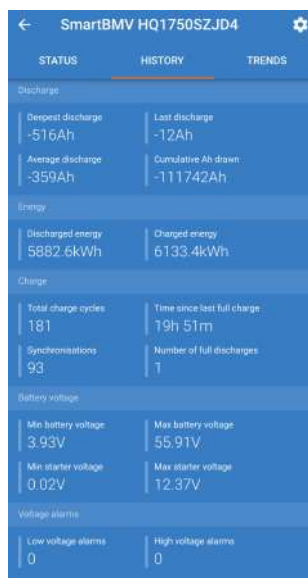 SmartBMV HQ1750SZJD4
STATUS HISTORY TRENDS
Discharge
Deepest discharge Last discharge
-516Ah -12Ah
Average discharge Cumulative Ah drawn
-359Ah -111742Ah
Energy
Discharged energy Charged energy
5882.6kWh 6133.4kWh
Charge
Total charge cycles Time since last full charge
181 19h 51m
Synchronisations Number of full discharges
93 1
Battery voltage
Min battery voltage Max battery voltage
3.93V 55.91V
Min starter voltage Max starter voltage
0.02V 12.37V
Voltage alarms
Low voltage alarms High voltage alarms
0 0